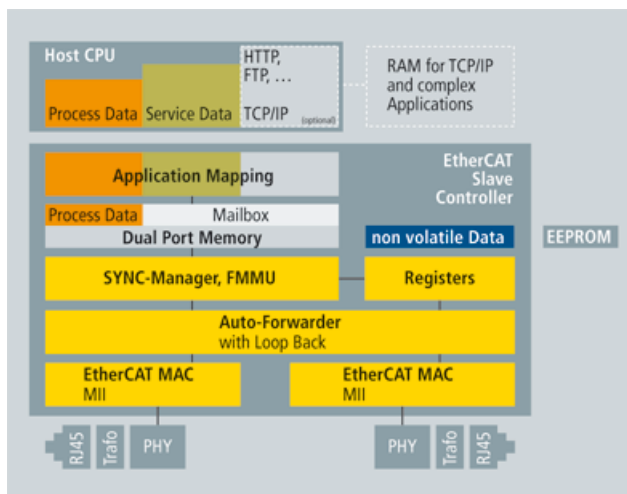 Host CPU
HTTP,
FTP, ...
Process Data
Service Data
TCP/IP
(optional)
RAM for TCP/IP
and complex
Applications
EtherCAT
Slave
Controller
Application Mapping
Process Data
Mailbox
Dual Port Memory
non volatile Data
EEPROM
SYNC-Manager, FMMU
Registers
Auto-Forwarder
with Loop Back
EtherCAT MAC
MII
EtherCAT MAC
MII
RJ45
Trafo
PHY
PHY
Trafo
RJ45